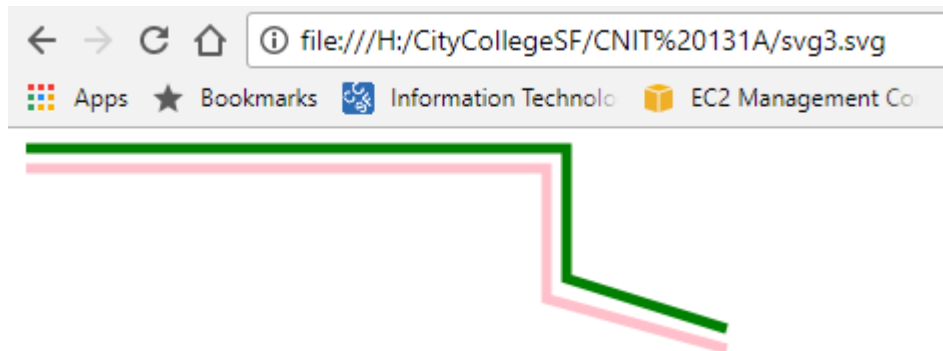 file:///H:/CityCollegeSF/CNIT%20131A/svg3.svg
Apps Bookmarks Information Technolo EC2 Management Co